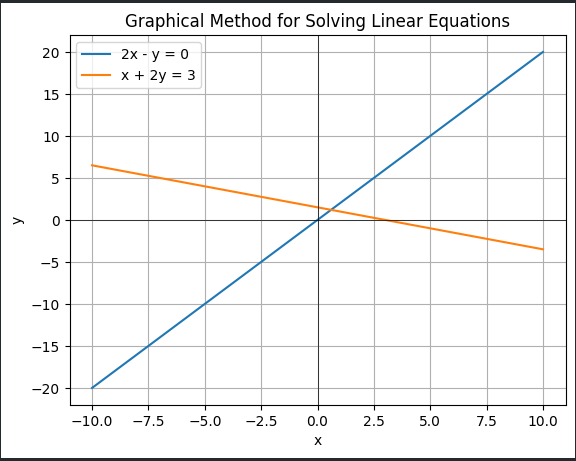 Graphical Method for Solving Linear Equations
2x - y = 0
x + 2y = 3
20
15
10
5
0
−5
−10
−15
−20
y
−10.0 −7.5 −5.0 −2.5 0.0 2.5 5.0 7.5 10.0
x